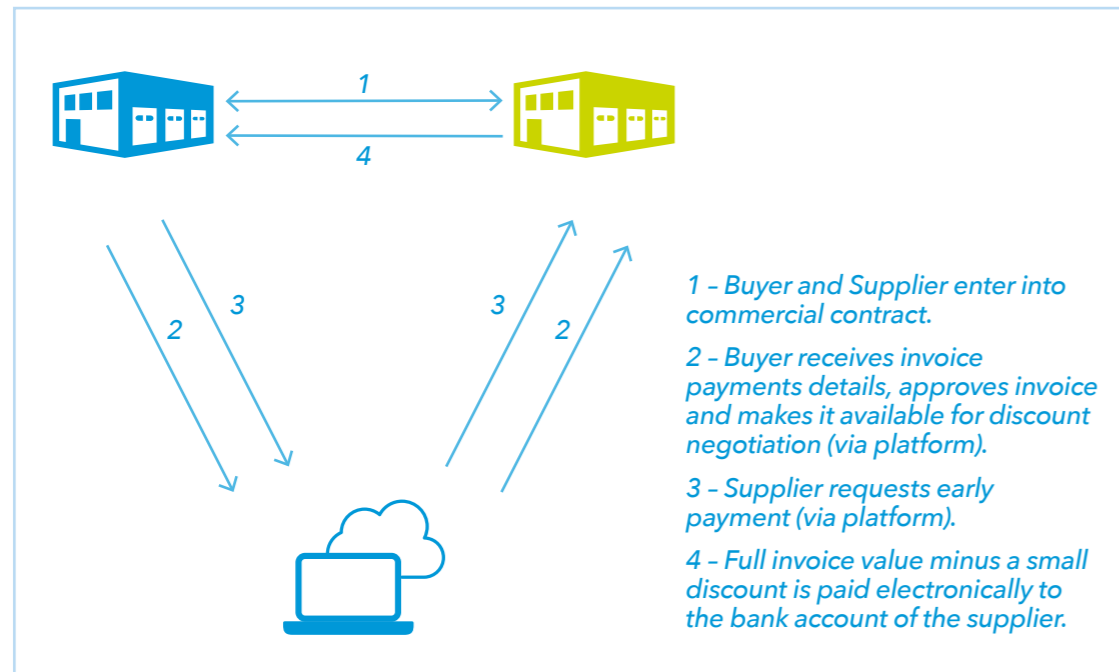 1
4
2
3
3
2
1 – Buyer and Supplier enter into
commercial contract.
2 – Buyer receives invoice
payments details, approves invoice
and makes it available for discount
negotiation (via platform).
3 – Supplier requests early
payment (via platform).
4 – Full invoice value minus a small
discount is paid electronically to
the bank account of the supplier.